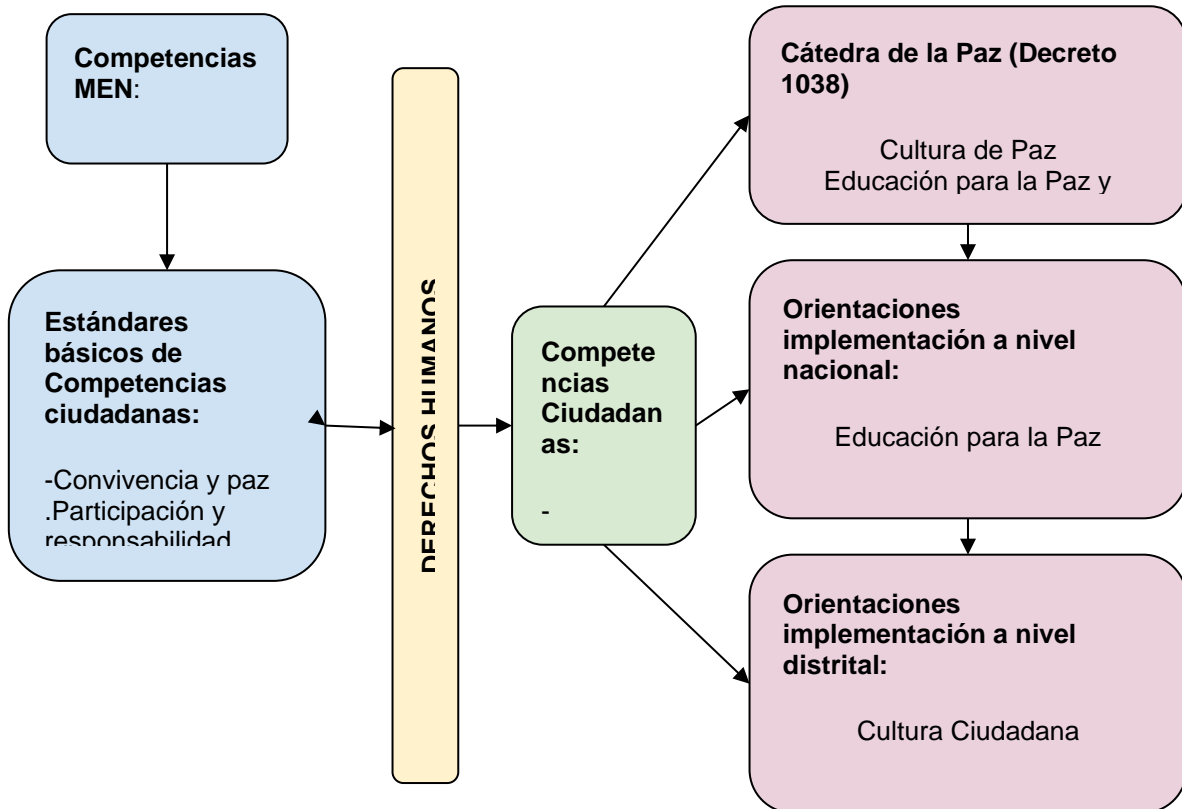 Competencias
MEN:
Estándares
básicos de
Competencias
ciudadanas:
-Convivencia y paz
.Participación y
responsabilidad
DERECHOS HUMANOS
Compete
ncias
Ciudadan
as:
-
Cátedra de la Paz (Decreto
1038)
Cultura de Paz
Educación para la Paz y
Orientaciones
implementación a nivel
nacional:
Educación para la Paz
Orientaciones
implementación a nivel
distrital:
Cultura Ciudadana